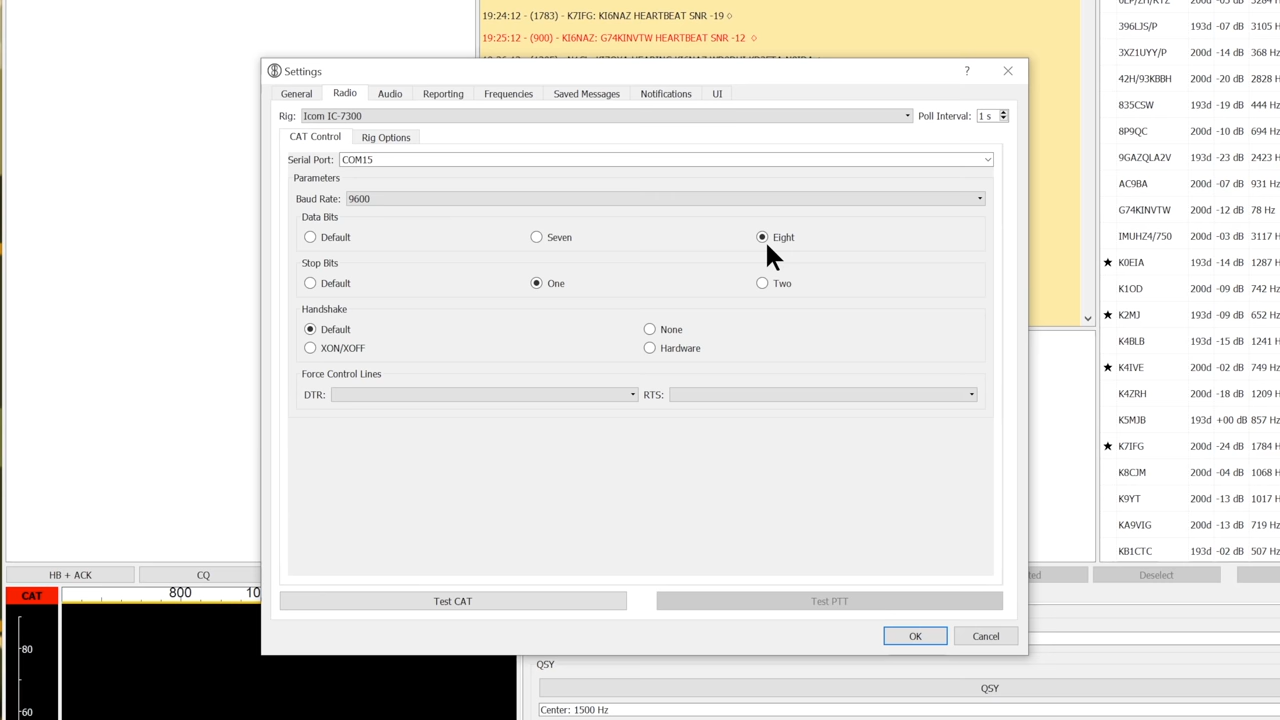 19:24:12 - (1783) - K7IFG: KI6NAZ HEARTBEAT SNR -19 ♢
19:25:12 - (900) - KI6NAZ: G74KINVTW HEARTBEAT SNR -12 ♢
Settings
?
General Radio Audio Reporting Frequencies Saved Messages Notifications UI
Rig: Icom IC-7300 Poll Interval: 1 s
CAT Control Rig Options
Serial Port: COM15
Parameters
Baud Rate: 9600
Data Bits
Default Seven Eight
Stop Bits
Default One Two
Handshake
Default None
XON/XOFF Hardware
Force Control Lines
DTR: RTS:
Test CAT Test PTT
OK Cancel
396LJS/P 193d -07 dB 3105 H
3XZ1UYY/P 200d -14 dB 368 Hz
42H/93KBBH 200d -20 dB 2828 H
835CSW 193d -19 dB 444 Hz
8P9QC 200d -10 dB 694 Hz
9GAZQLA2V 193d -23 dB 2423 H
AC9BA 200d -07 dB 931 Hz
G74KINVTW 200d -12 dB 78 Hz
IMUHZ4/750 200d -03 dB 3117 H
★ K0EIA 193d -14 dB 1287 H
K1OD 200d -09 dB 742 Hz
★ K2MJ 193d -09 dB 652 Hz
K4BLB 193d -15 dB 1241 H
★ K4IVE 200d -02 dB 749 Hz
K4ZRH 200d -18 dB 1209 H
K5MJB 193d +00 dB 857 Hz
★ K7IFG 200d -24 dB 1784 H
K8CJM 200d -04 dB 1068 H
K9YT 200d -13 dB 1017 H
KA9VIG 200d -13 dB 719 Hz
KB1CTC 193d -02 dB 507 Hz
HB + ACK CQ
Deselect
CAT 800
80
60
QSY
QSY
Center: 1500 Hz